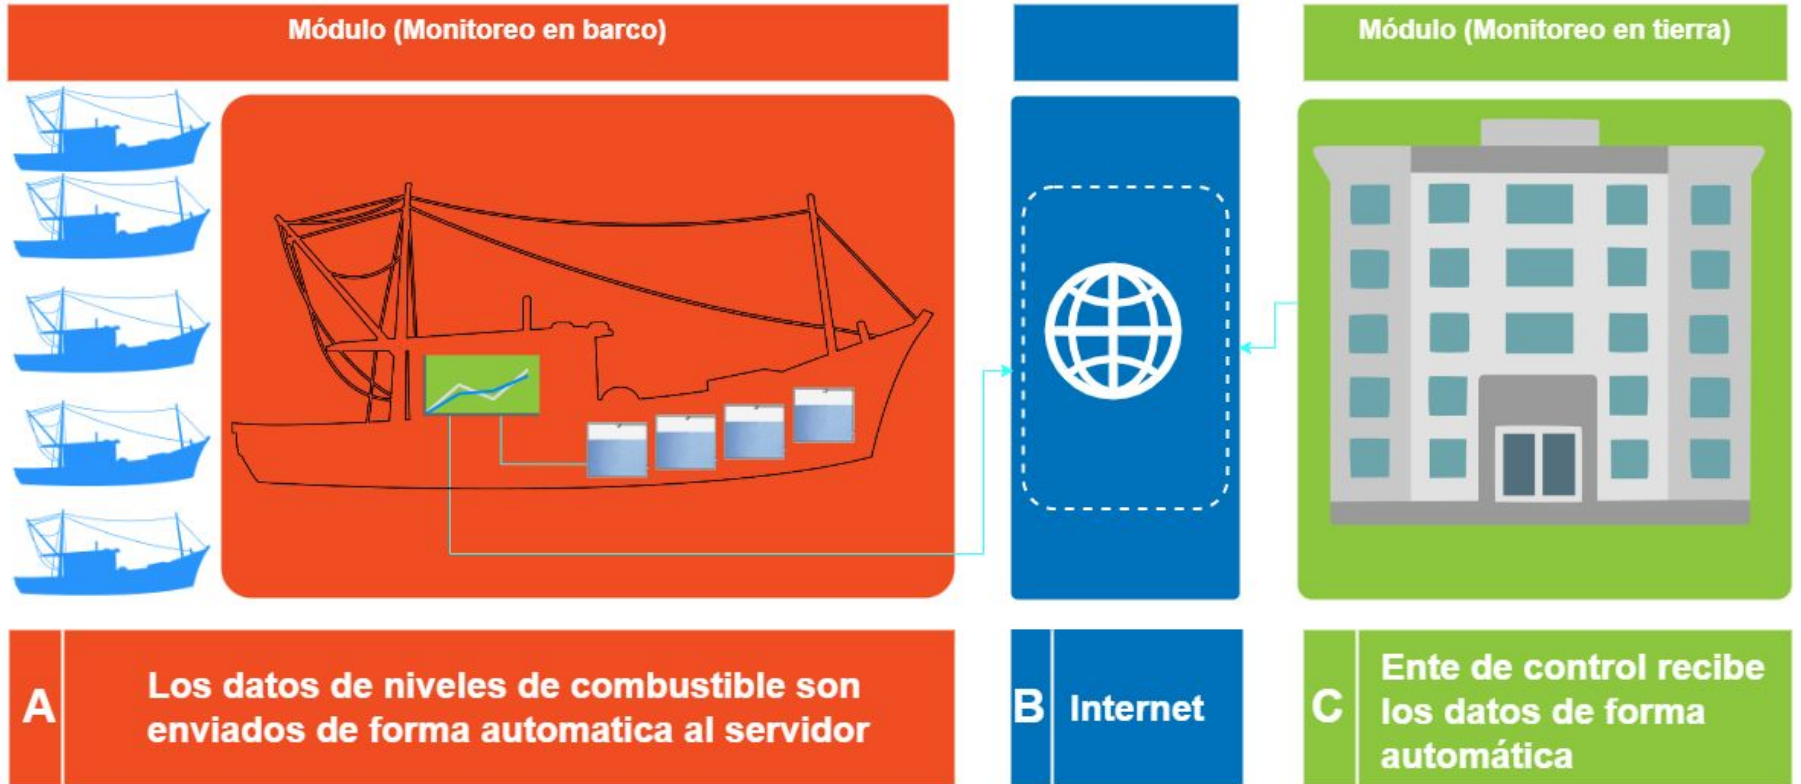 Módulo (Monitoreo en barco)
Módulo (Monitoreo en tierra)
A
Los datos de niveles de combustible son
enviados de forma automatica al servidor
B
Internet
C
Ente de control recibe
los datos de forma
automática